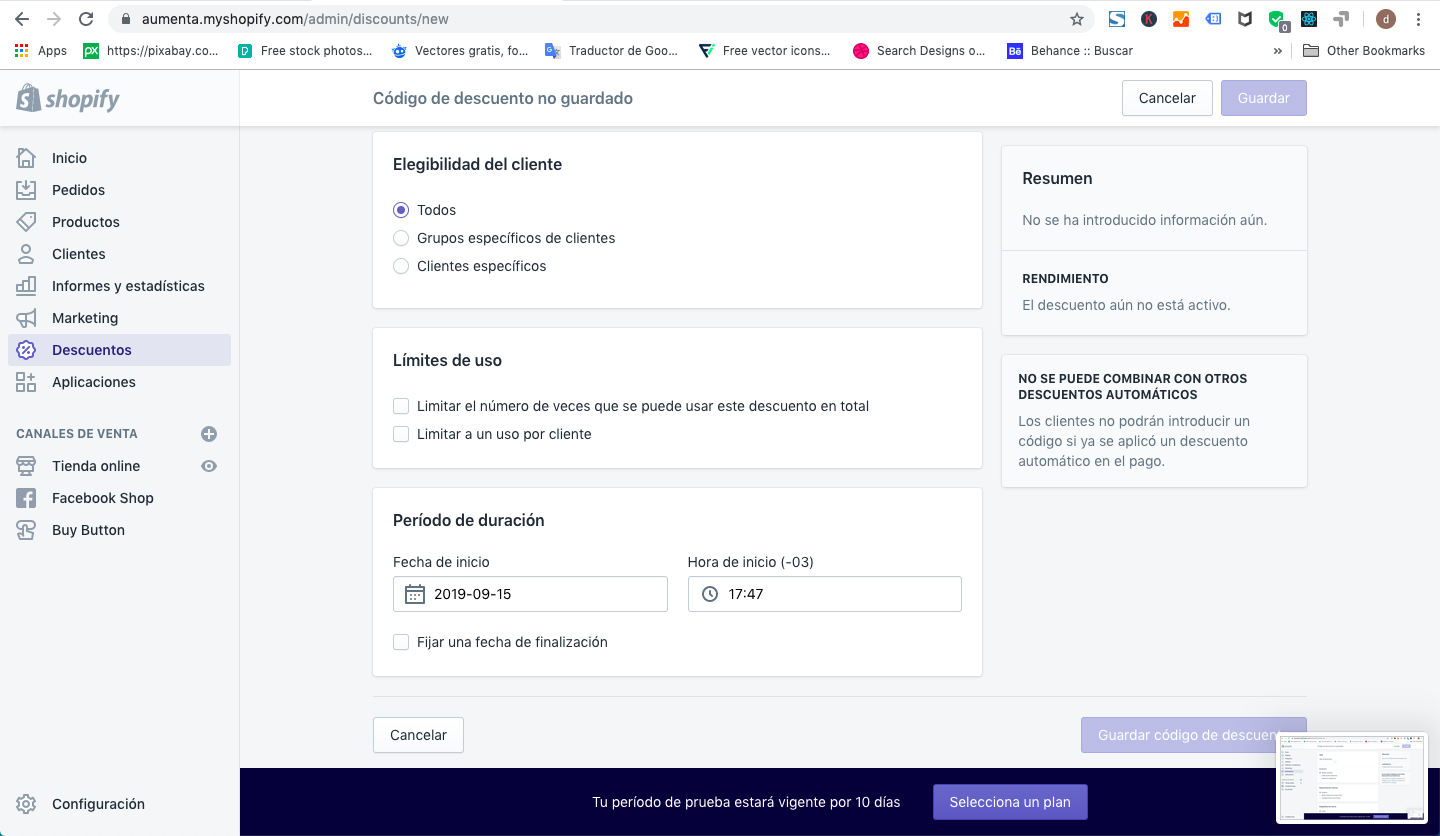 aumenta.myshopify.com/admin/discounts/new
0
d
Apps
https://pixabay.co...
Free stock photos...
Vectores gratis, fo...
Traductor de Goo...
Free vector icons...
Search Designs o...
Behance :: Buscar
»
Other Bookmarks
shopify
Código de descuento no guardado
Cancelar
Guardar
Inicio
Pedidos
Productos
Clientes
Informes y estadísticas
Marketing
Descuentos
Aplicaciones
CANALES DE VENTA
Tienda online
Facebook Shop
Buy Button
Configuración
Elegibilidad del cliente
Todos
Grupos específicos de clientes
Clientes específicos
Límites de uso
Limitar el número de veces que se puede usar este descuento en total
Limitar a un uso por cliente
Período de duración
Fecha de inicio
Hora de inicio (-03)
2019-09-15
17:47
Fijar una fecha de finalización
Cancelar
Guardar código de descuen
Resumen
No se ha introducido información aún.
RENDIMIENTO
El descuento aún no está activo.
NO SE PUEDE COMBINAR CON OTROS
DESCUENTOS AUTOMÁTICOS
Los clientes no podrán introducir un
código si ya se aplicó un descuento
automático en el pago.
Tu período de prueba estará vigente por 10 días
Selecciona un plan